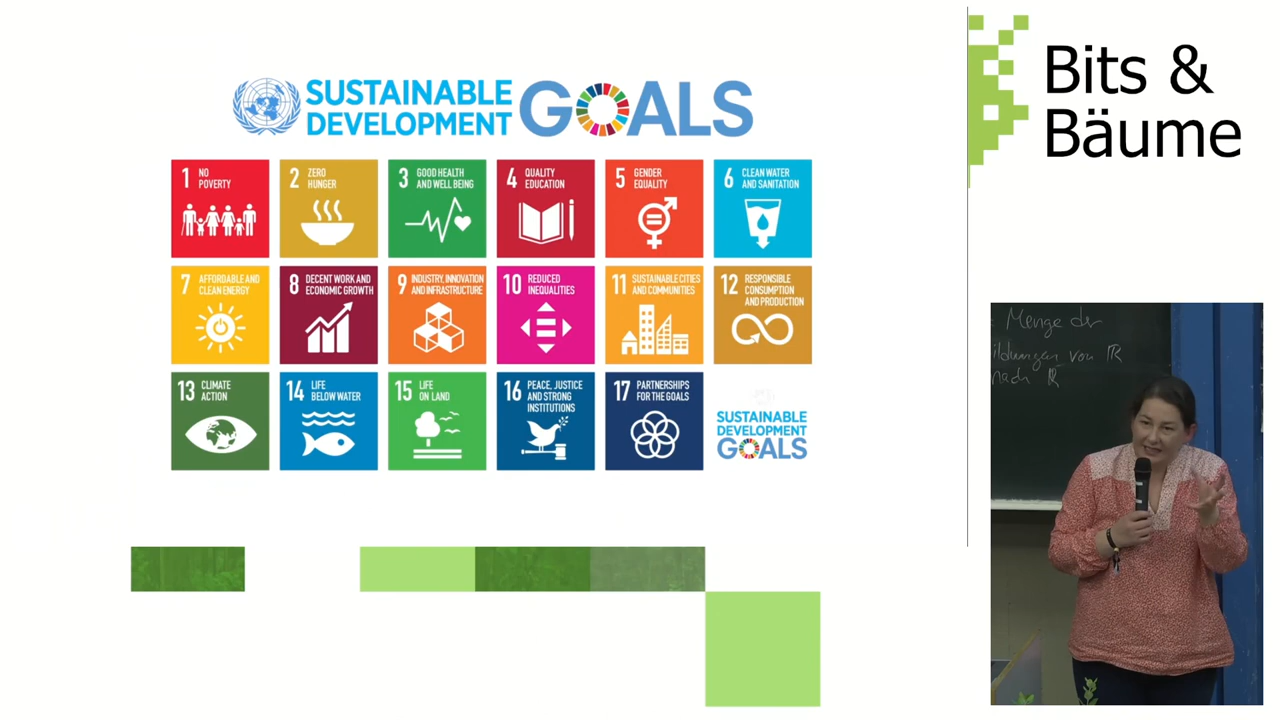 SUSTAINABLE
DEVELOPMENT
GOALS
1 NO
POVERTY
2 ZERO
HUNGER
3 GOOD HEALTH
AND WELL BEING
4 QUALITY
EDUCATION
5 GENDER
EQUALITY
6 CLEAN WATER
AND SANITATION
7 AFFORDABLE AND
CLEAN ENERGY
8 DECENT WORK AND
ECONOMIC GROWTH
9 INDUSTRY, INNOVATION
AND INFRASTRUCTURE
10 REDUCED
INEQUALITIES
11 SUSTAINABLE CITIES
AND COMMUNITIES
12 RESPONSIBLE
CONSUMPTION
AND PRODUCTION
13 CLIMATE
ACTION
14 LIFE
BELOW WATER
15 LIFE
ON LAND
16 PEACE, JUSTICE
AND STRONG
INSTITUTIONS
17 PARTNERSHIPS
FOR THE GOALS
SUSTAINABLE
DEVELOPMENT
GOALS
Bits &
Bäume
Menge der
ildungen von ℝ
nach ℝ